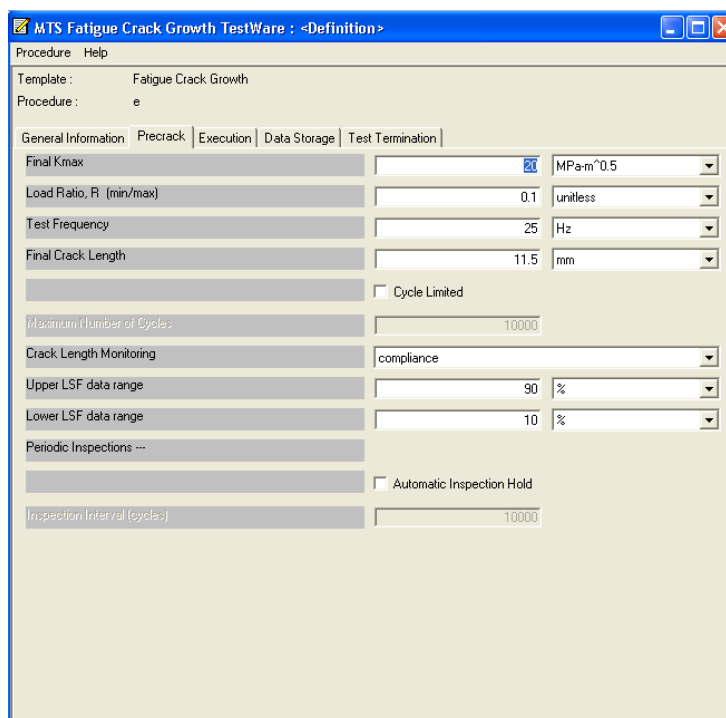 MTS Fatigue Crack Growth TestWare : <Definition>
Procedure Help
Template : Fatigue Crack Growth
Procedure : e
General Information Precrack Execution Data Storage Test Termination
Final Kmax 20 MPa-m^0.5
Load Ratio, R (min/max) 0.1 unitless
Test Frequency 25 Hz
Final Crack Length 11.5 mm
Cycle Limited
Maximum Number of Cycles 10000
Crack Length Monitoring compliance
Upper LSF data range 90 %
Lower LSF data range 10 %
Periodic Inspections ---
Automatic Inspection Hold
Inspection Interval (cycles) 10000